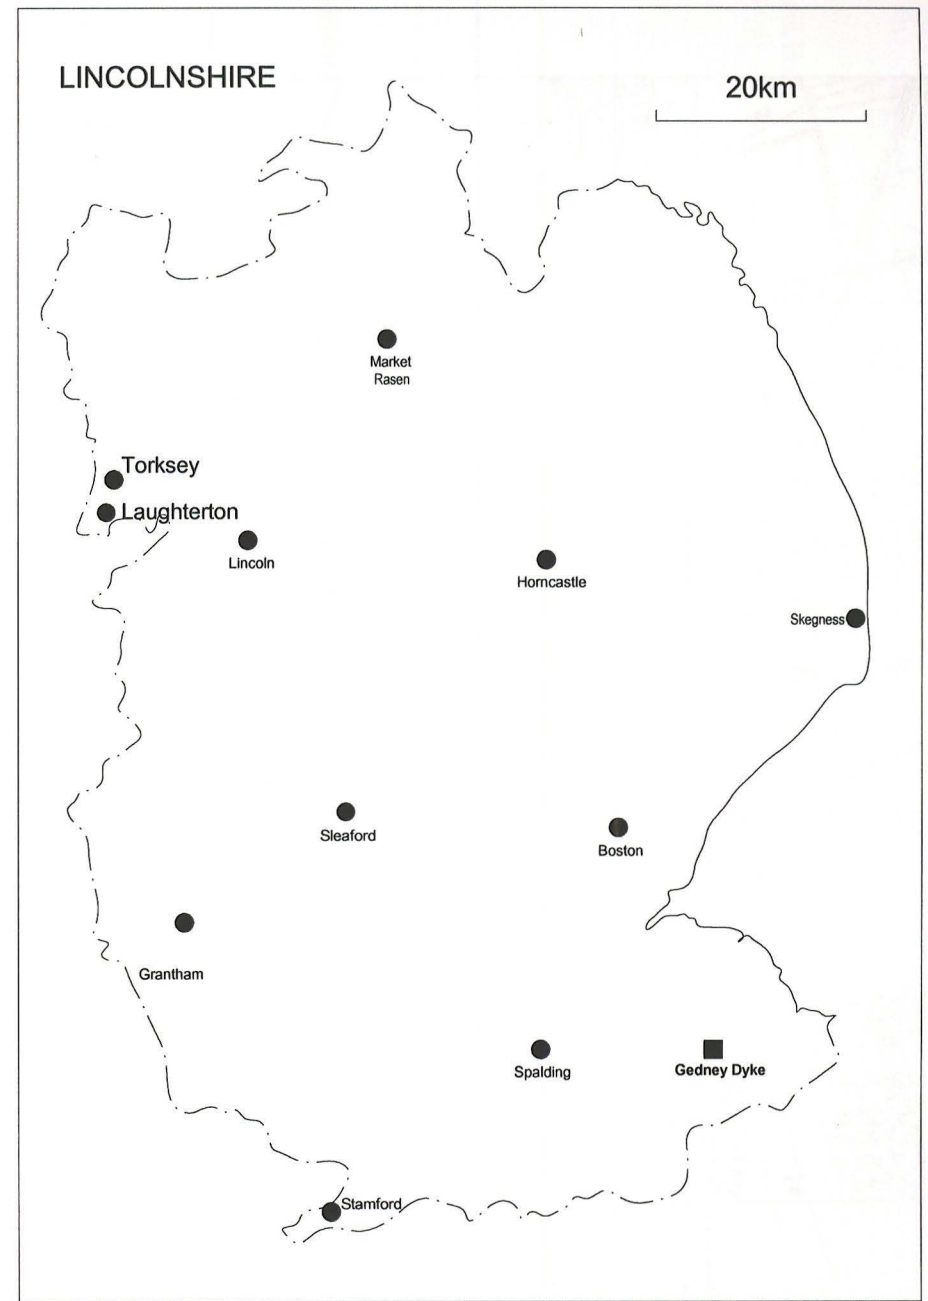 LINCOLNSHIRE
20km
Market
Rasen
Torksey
Laughterton
Lincoln
Horncastle
Skegness
Sleaford
Boston
Grantham
Spalding
Gedney Dyke
Stamford